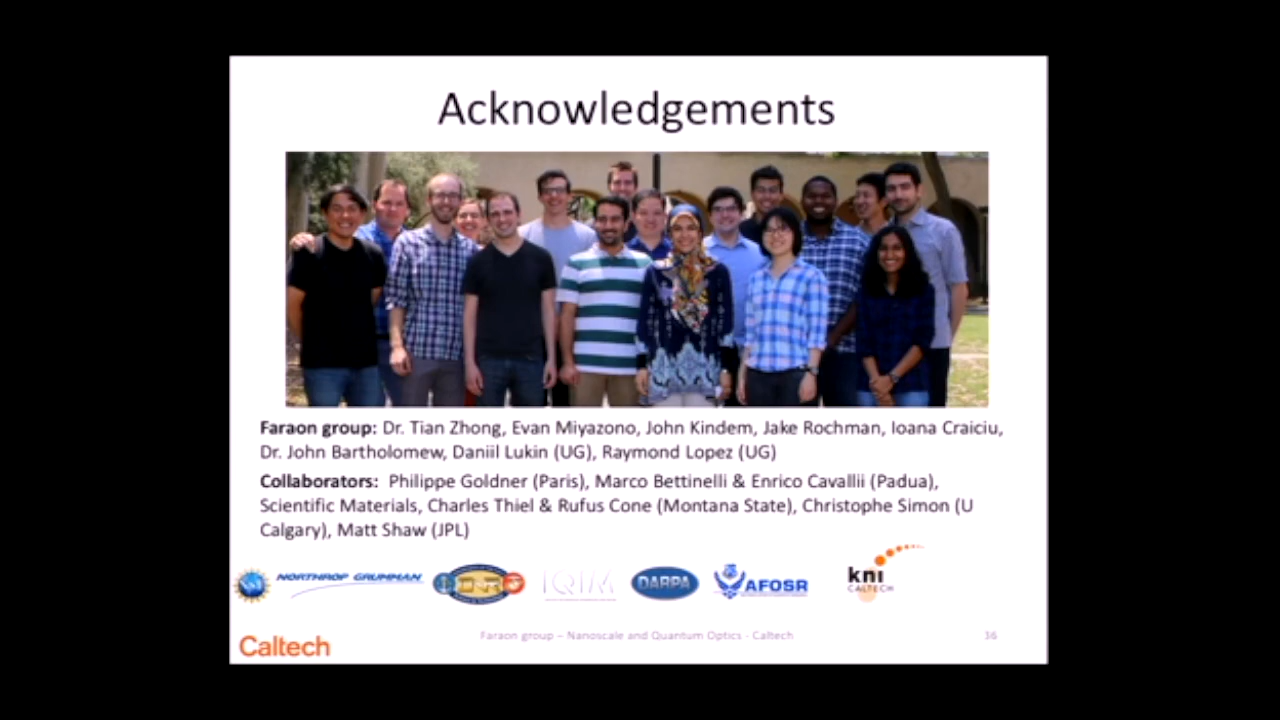 Acknowledgements
Faraon group: Dr. Tian Zhong, Evan Miyazono, John Kindem, Jake Rochman, Ioana Craiciu,
Dr. John Bartholomew, Daniil Lukin (UG), Raymond Lopez (UG)
Collaborators: Philippe Goldner (Paris), Marco Bettinelli & Enrico Cavallii (Padua),
Scientific Materials, Charles Thiel & Rufus Cone (Montana State), Christophe Simon (U
Calgary), Matt Shaw (JPL)
NSF NORTHROP GRUMMAN IQIM DARPA AFOSR kni
CALTECH
Faraon group – Nanoscale and Quantum Optics - Caltech 36
Caltech